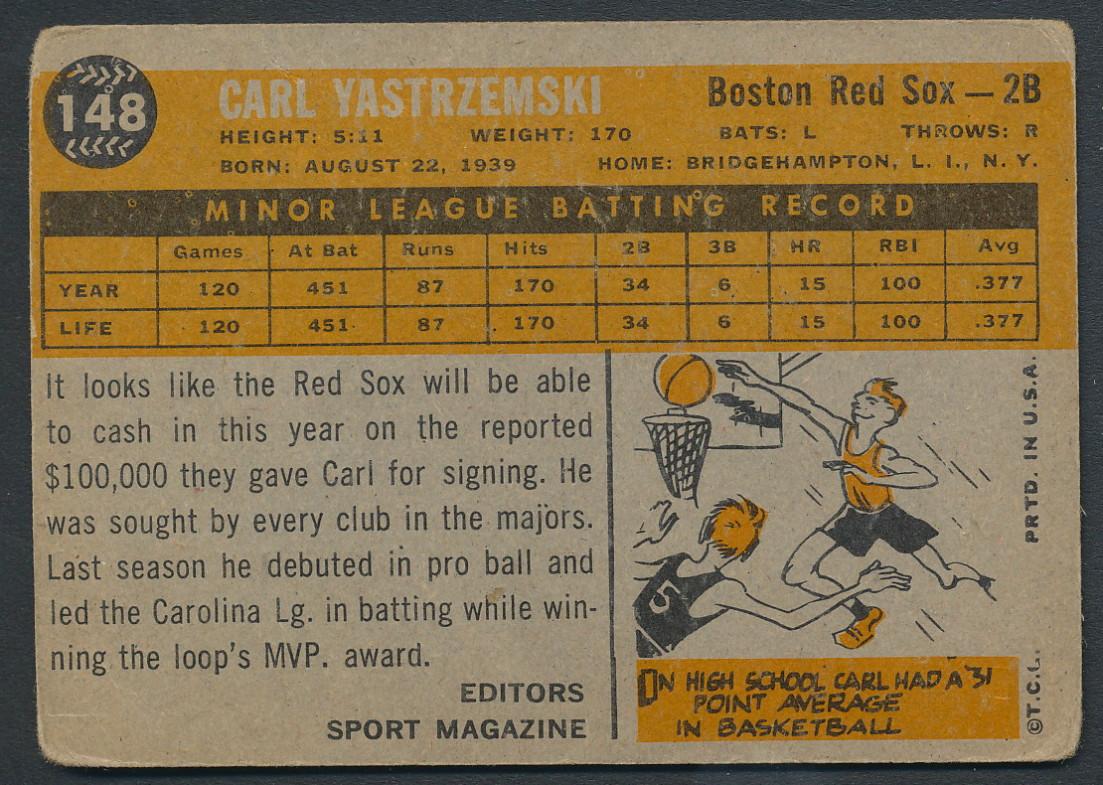 148
CARL YASTRZEMSKI
Boston Red Sox — 2B
HEIGHT: 5:11 WEIGHT: 170 BATS: L THROWS: R
BORN: AUGUST 22, 1939 HOME: BRIDGEHAMPTON, L. I., N. Y.
MINOR LEAGUE BATTING RECORD
Games At Bat Runs Hits 2B 3B HR RBI Avg
YEAR 120 451 87 170 34 6 15 100 .377
LIFE 120 451 87 170 34 6 15 100 .377
It looks like the Red Sox will be able
to cash in this year on the reported
$100,000 they gave Carl for signing. He
was sought by every club in the majors.
Last season he debuted in pro ball and
led the Carolina Lg. in batting while win-
ning the loop's MVP. award.
EDITORS
SPORT MAGAZINE
5
IN HIGH SCHOOL CARL HAD A 31
POINT AVERAGE
IN BASKETBALL
©T.C.G. PRTD. IN U.S.A.